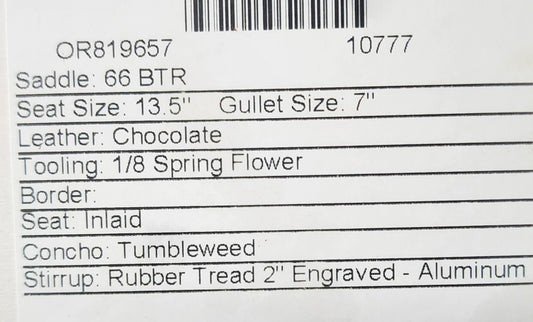 OR819657 10777
Saddle: 66 BTR
Seat Size: 13.5" Gullet Size: 7"
Leather: Chocolate
Tooling: 1/8 Spring Flower
Border:
Seat: Inlaid
Concho: Tumbleweed
Stirrup: Rubber Tread 2" Engraved - Aluminum